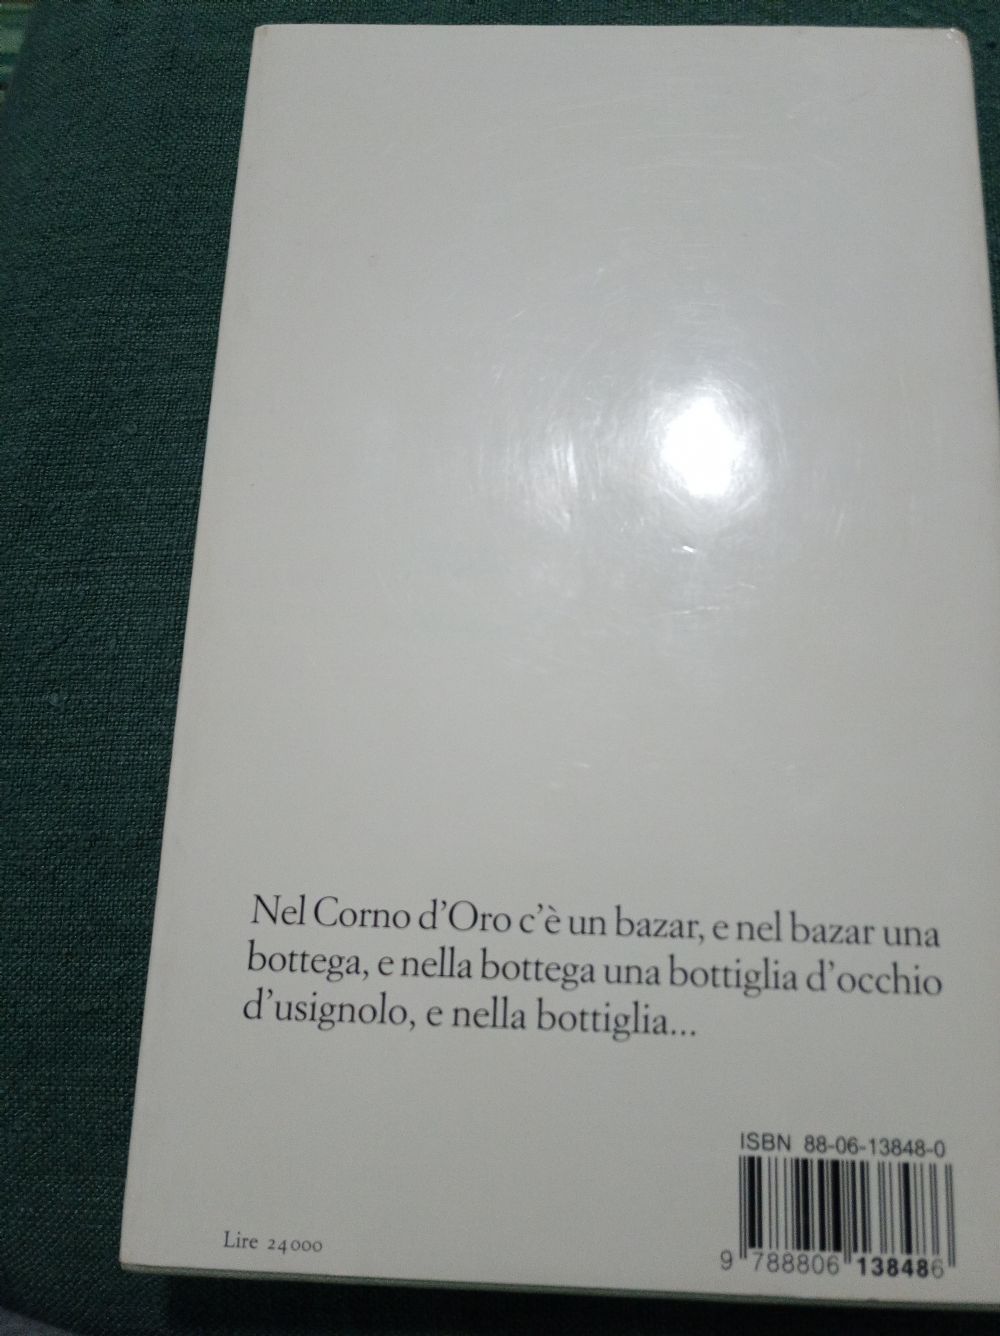 Nel Corno d'Oro c'è un bazar, e nel bazar una
bottega, e nella bottega una bottiglia d'occhio
d'usignolo, e nella bottiglia...
ISBN 88-06-13848-0
Lire 24000
9 788806 138486